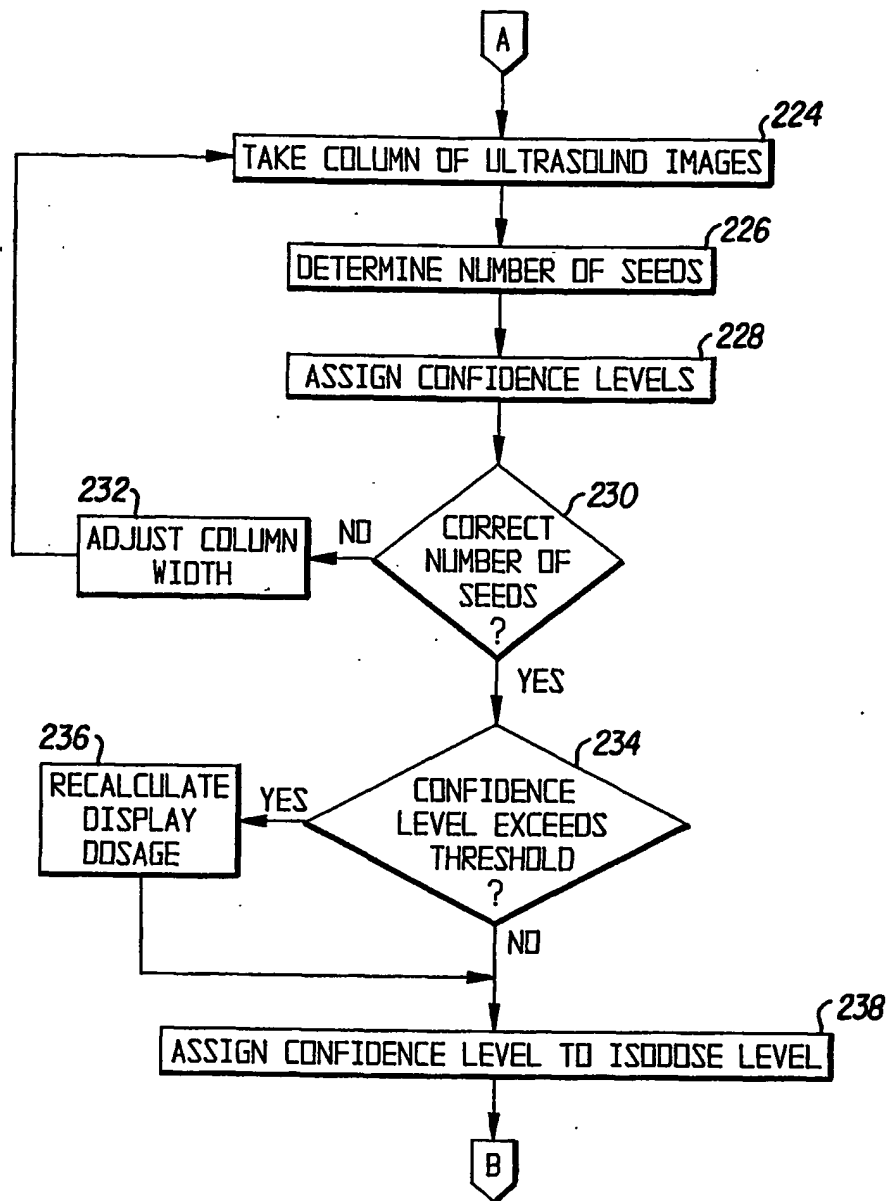 A
224
TAKE COLUMN OF ULTRASOUND IMAGES
226
DETERMINE NUMBER OF SEEDS
228
ASSIGN CONFIDENCE LEVELS
230
CORRECT
NUMBER OF
SEEDS
?
NO
232
ADJUST COLUMN
WIDTH
YES
234
CONFIDENCE
LEVEL EXCEEDS
THRESHOLD
?
YES
236
RECALCULATE
DISPLAY
DOSAGE
NO
238
ASSIGN CONFIDENCE LEVEL TO ISODOSE LEVEL
B